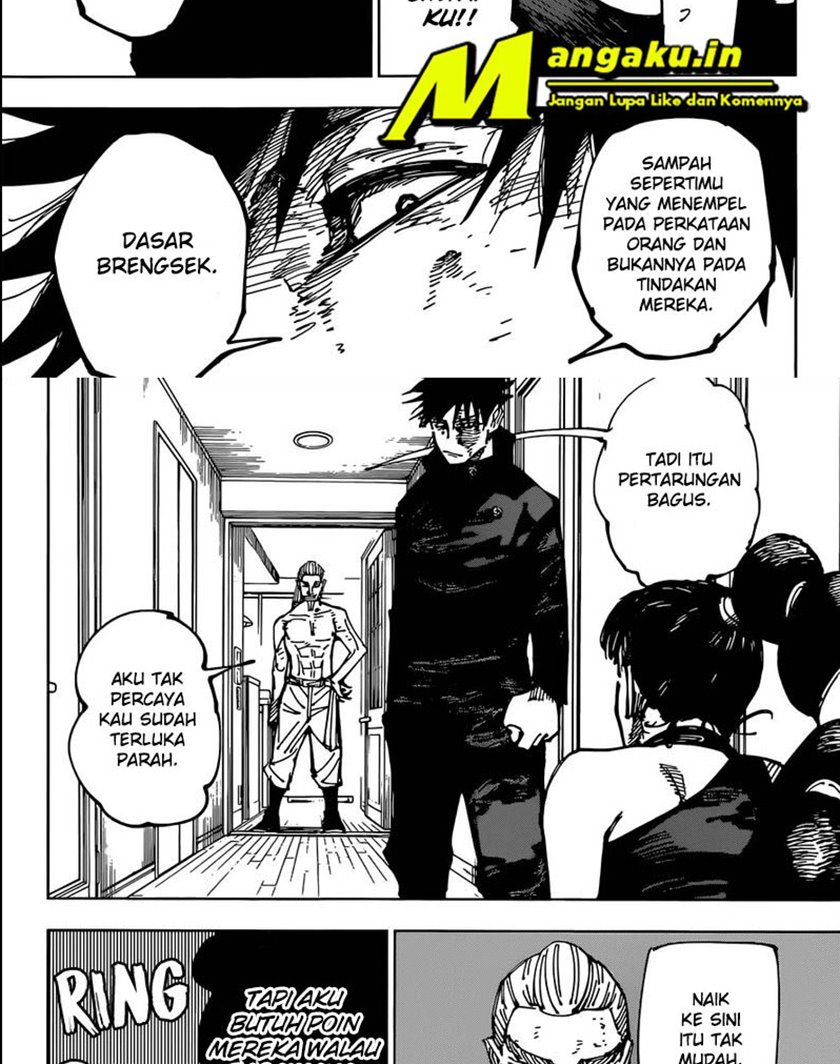 KU!!
Mangaku.in
Jangan Lupa Like dan Komennya
SAMPAH
SEPERTIMU
YANG MENEMPEL
PADA PERKATAAN
ORANG DAN
BUKANNYA PADA
TINDAKAN
MEREKA.
DASAR
BRENGSEK.
TADI ITU
PERTARUNGAN
BAGUS.
AKU TAK
PERCAYA
KAU SUDAH
TERLUKA
PARAH.
RING
TAPI AKU
BUTUH POIN
MEREKA WALAU
NAIK
KE SINI
ITU TAK
MUDAH.